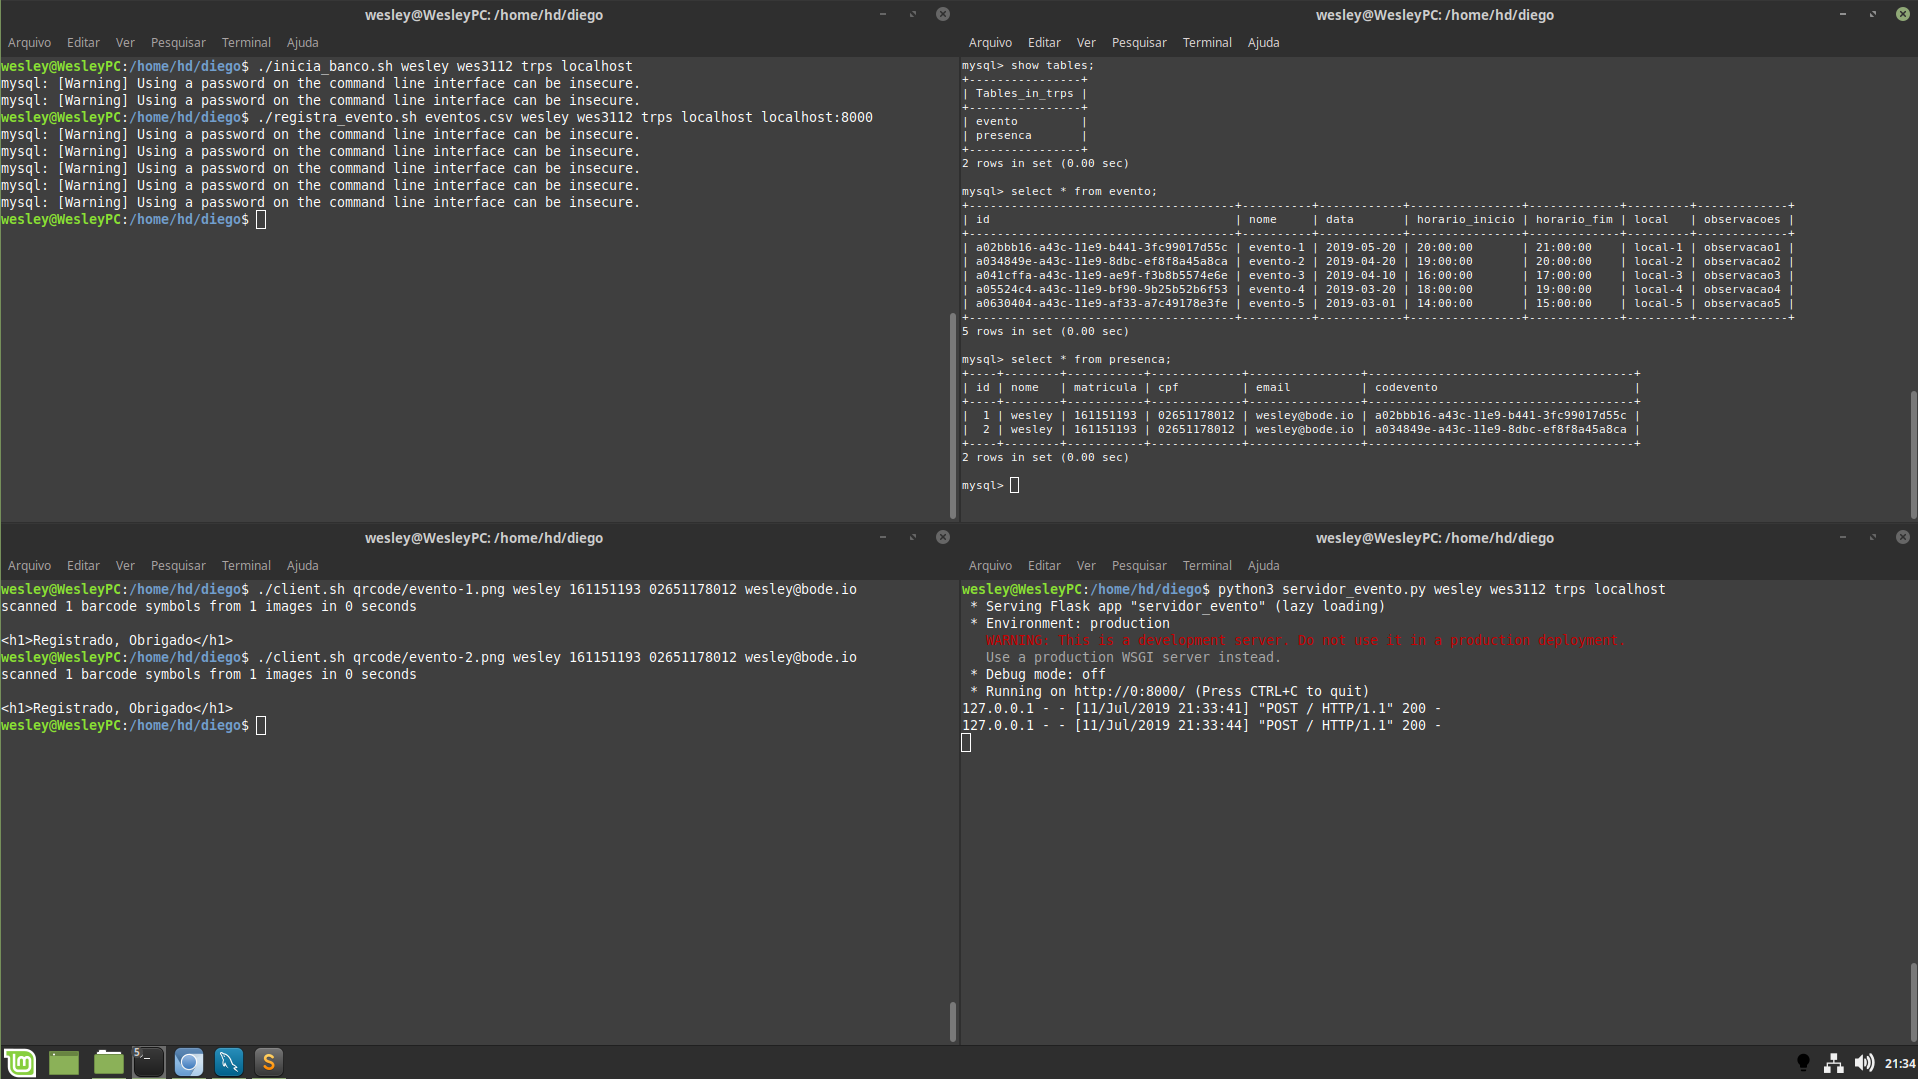 wesley@WesleyPC: /home/hd/diego
Arquivo Editar Ver Pesquisar Terminal Ajuda
wesley@WesleyPC:/home/hd/diego$ ./inicia_banco.sh wesley wes3112 trps localhost
mysql: [Warning] Using a password on the command line interface can be insecure.
mysql: [Warning] Using a password on the command line interface can be insecure.
wesley@WesleyPC:/home/hd/diego$ ./registra_evento.sh eventos.csv wesley wes3112 trps localhost localhost:8000
mysql: [Warning] Using a password on the command line interface can be insecure.
mysql: [Warning] Using a password on the command line interface can be insecure.
mysql: [Warning] Using a password on the command line interface can be insecure.
mysql: [Warning] Using a password on the command line interface can be insecure.
mysql: [Warning] Using a password on the command line interface can be insecure.
wesley@WesleyPC:/home/hd/diego$
wesley@WesleyPC: /home/hd/diego
Arquivo Editar Ver Pesquisar Terminal Ajuda
mysql> show tables;
+----------------+
| Tables_in_trps |
+----------------+
| evento         |
| presenca       |
+----------------+
2 rows in set (0.00 sec)
mysql> select * from evento;
+--------------------------------------+----------+------------+----------------+-------------+---------+-------------+
| id                                   | nome     | data       | horario_inicio | horario_fim | local   | observacoes |
+--------------------------------------+----------+------------+----------------+-------------+---------+-------------+
| a02bbb16-a43c-11e9-b441-3fc99017d55c | evento-1 | 2019-05-20 | 20:00:00       | 21:00:00    | local-1 | observacao1 |
| a034849e-a43c-11e9-8dbc-ef8f8a45a8ca | evento-2 | 2019-04-20 | 19:00:00       | 20:00:00    | local-2 | observacao2 |
| a041cffa-a43c-11e9-ae9f-f3b8b5574e6e | evento-3 | 2019-04-10 | 16:00:00       | 17:00:00    | local-3 | observacao3 |
| a05524c4-a43c-11e9-bf90-9b25b52b6f53 | evento-4 | 2019-03-20 | 18:00:00       | 19:00:00    | local-4 | observacao4 |
| a0630404-a43c-11e9-af33-a7c49178e3fe | evento-5 | 2019-03-01 | 14:00:00       | 15:00:00    | local-5 | observacao5 |
+--------------------------------------+----------+------------+----------------+-------------+---------+-------------+
5 rows in set (0.00 sec)
mysql> select * from presenca;
+----+--------+-----------+-------------+----------------+--------------------------------------+
| id | nome   | matricula | cpf         | email          | codevento                            |
+----+--------+-----------+-------------+----------------+--------------------------------------+
|  1 | wesley | 161151193 | 02651178012 | wesley@bode.io | a02bbb16-a43c-11e9-b441-3fc99017d55c |
|  2 | wesley | 161151193 | 02651178012 | wesley@bode.io | a034849e-a43c-11e9-8dbc-ef8f8a45a8ca |
+----+--------+-----------+-------------+----------------+--------------------------------------+
2 rows in set (0.00 sec)
mysql>
wesley@WesleyPC: /home/hd/diego
Arquivo Editar Ver Pesquisar Terminal Ajuda
wesley@WesleyPC:/home/hd/diego$ ./client.sh qrcode/evento-1.png wesley 161151193 02651178012 wesley@bode.io
scanned 1 barcode symbols from 1 images in 0 seconds
<h1>Registrado, Obrigado</h1>
wesley@WesleyPC:/home/hd/diego$ ./client.sh qrcode/evento-2.png wesley 161151193 02651178012 wesley@bode.io
scanned 1 barcode symbols from 1 images in 0 seconds
<h1>Registrado, Obrigado</h1>
wesley@WesleyPC:/home/hd/diego$
wesley@WesleyPC: /home/hd/diego
Arquivo Editar Ver Pesquisar Terminal Ajuda
wesley@WesleyPC:/home/hd/diego$ python3 servidor_evento.py wesley wes3112 trps localhost
* Serving Flask app "servidor_evento" (lazy loading)
* Environment: production
WARNING: This is a development server. Do not use it in a production deployment.
Use a production WSGI server instead.
* Debug mode: off
* Running on http://0:8000/ (Press CTRL+C to quit)
127.0.0.1 - - [11/Jul/2019 21:33:41] "POST / HTTP/1.1" 200 -
127.0.0.1 - - [11/Jul/2019 21:33:44] "POST / HTTP/1.1" 200 -
5
S
21:34